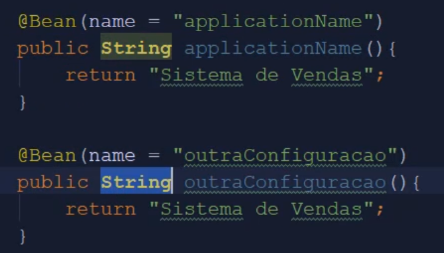 @Bean(name = "applicationName")
public String applicationName(){
return "Sistema de Vendas";
}
@Bean(name = "outraConfiguracao")
public String outraConfiguracao(){
return "Sistema de Vendas";
}